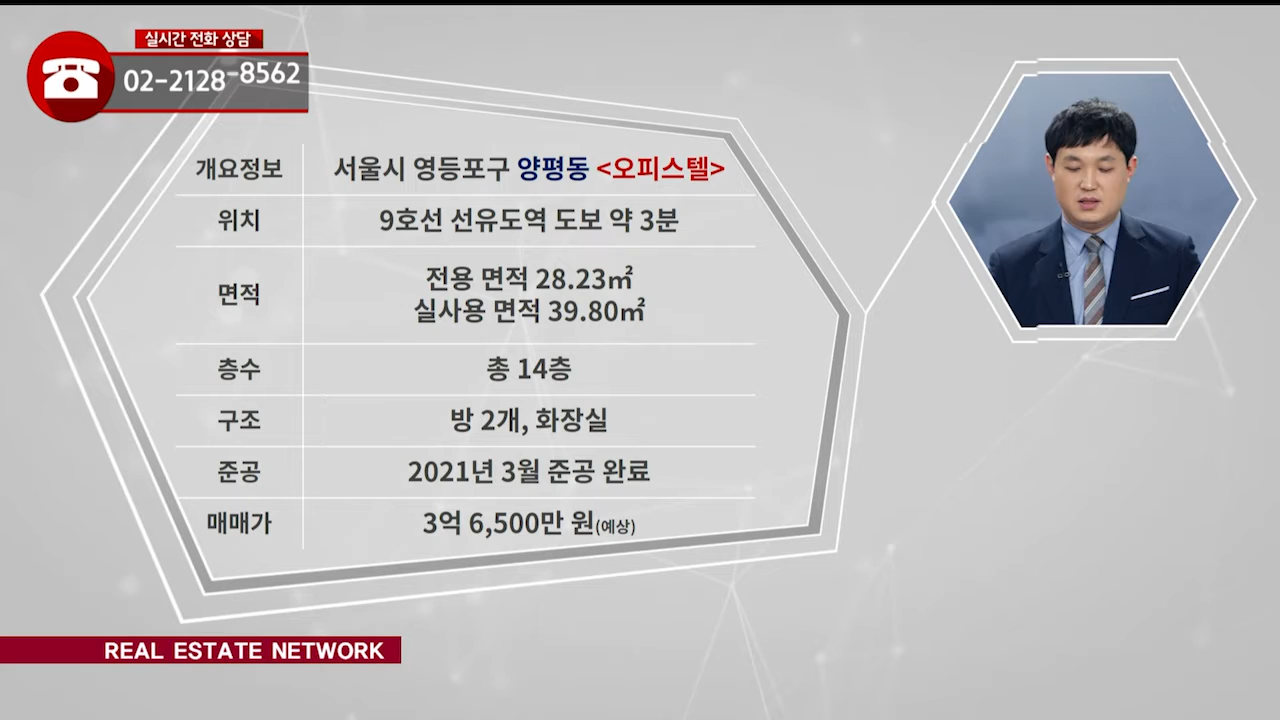 실시간 전화 상담
02-2128-8562
개요정보 서울시 영등포구 양평동 <오피스텔>
위치 9호선 선유도역 도보 약 3분
면적 전용 면적 28.23㎡
실사용 면적 39.80㎡
층수 총 14층
구조 방 2개, 화장실
준공 2021년 3월 준공 완료
매매가 3억 6,500만 원(예상)
REAL ESTATE NETWORK